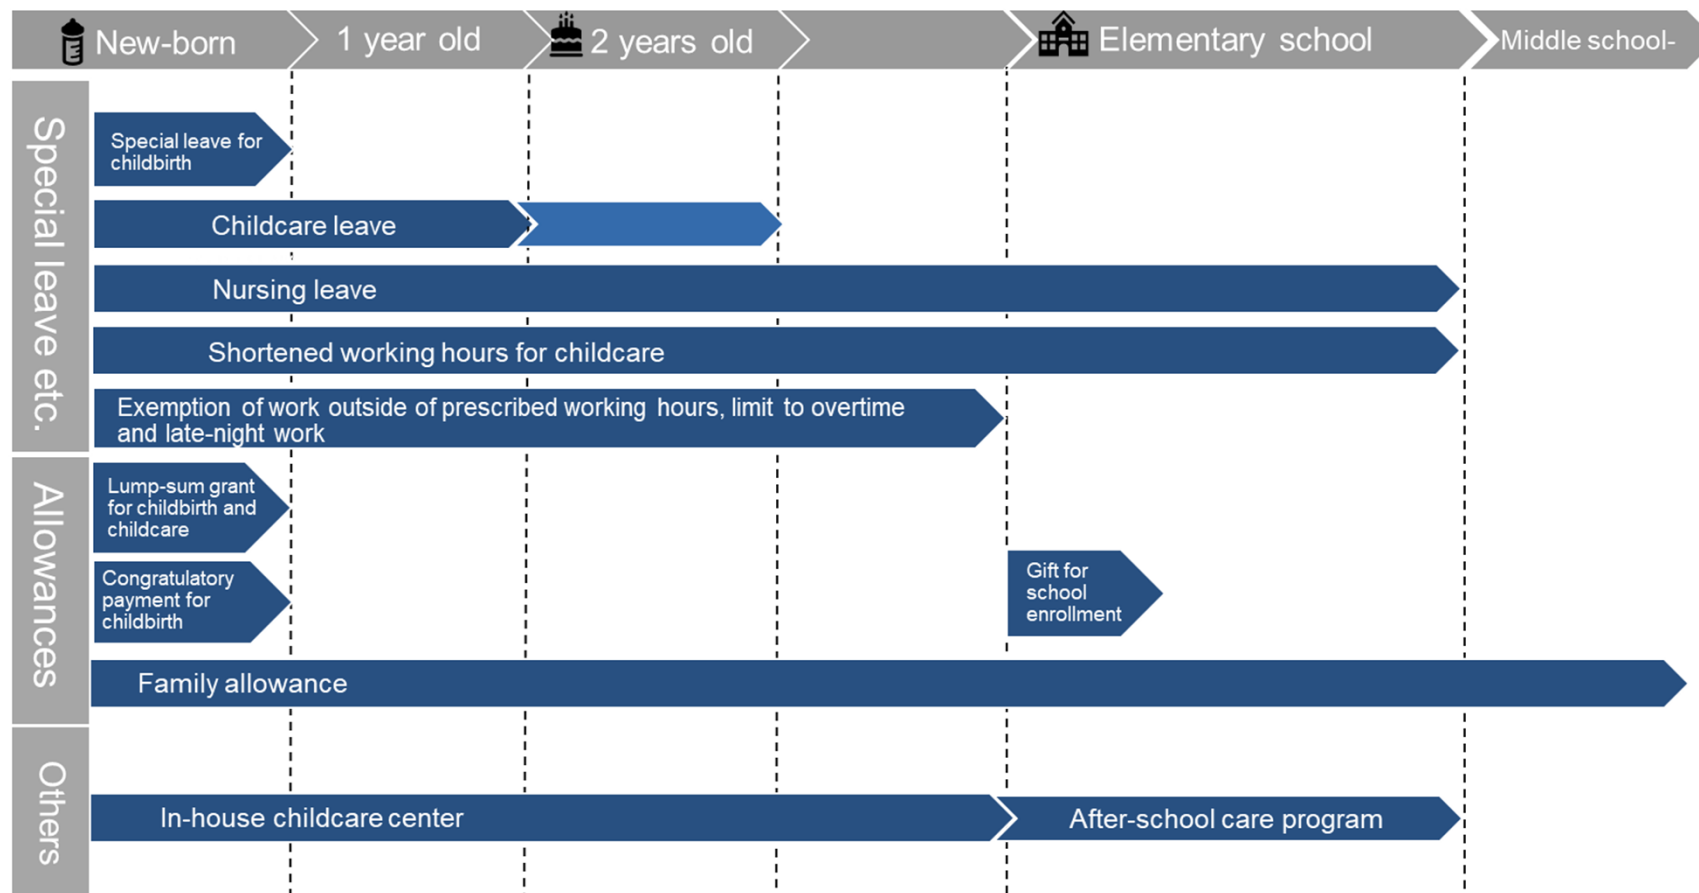 New-born
1 year old
2 years old
Elementary school
Middle school-
Special leave etc.
Special leave for
childbirth
Childcare leave
Nursing leave
Shortened working hours for childcare
Exemption of work outside of prescribed working hours, limit to overtime
and late-night work
Allowances
Lump-sum grant
for childbirth and
childcare
Congratulatory
payment for
childbirth
Gift for
school
enrollment
Family allowance
Others
In-house childcare center
After-school care program